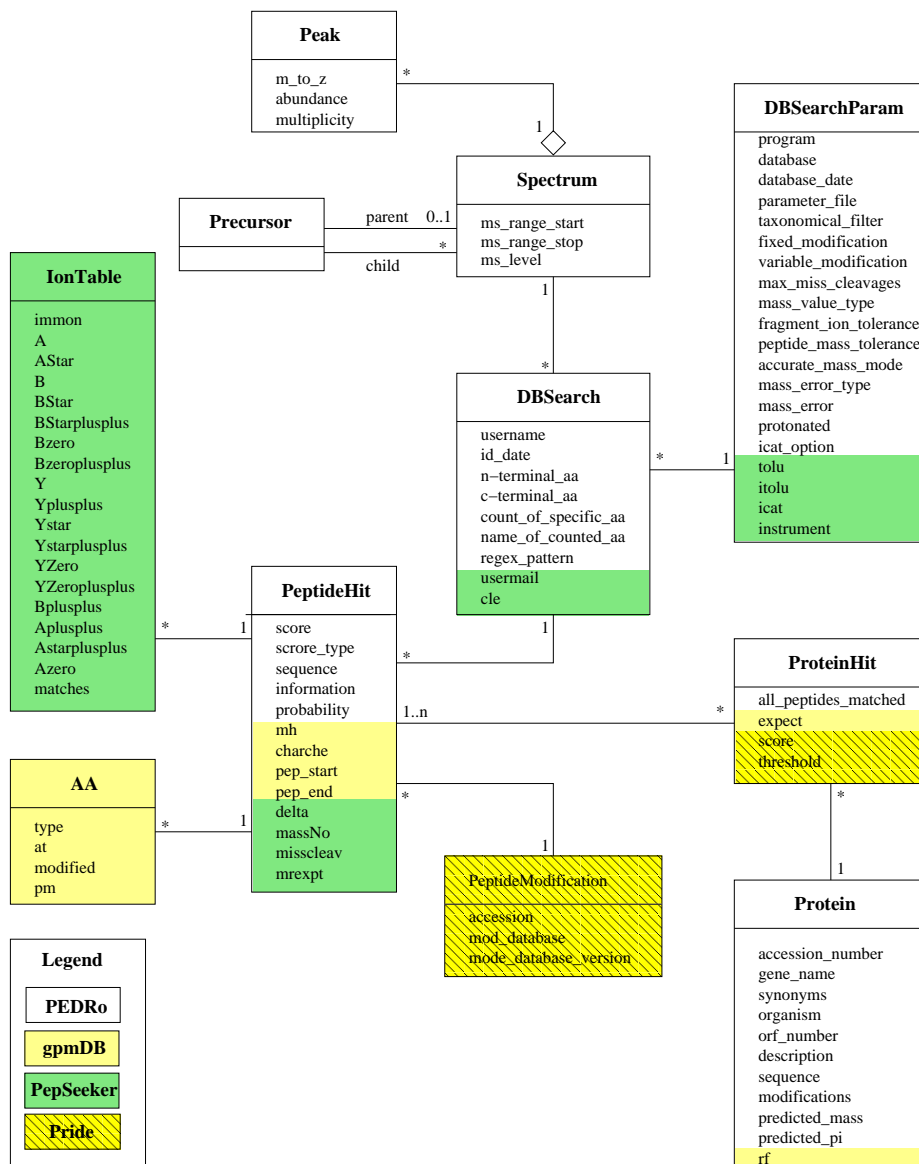 Peak
m_to_z
abundance
multiplicity
*
1
DBSearchParam
program
database
database_date
parameter_file
taxonomical_filter
fixed_modification
variable_modification
max_miss_cleavages
mass_value_type
fragment_ion_tolerance
peptide_mass_tolerance
accurate_mass_mode
mass_error_type
mass_error
protonated
icat_option
tolu
itolu
icat
instrument
Spectrum
ms_range_start
ms_range_stop
ms_level
Precursor
parent 0..1
*
child
1
*
IonTable
immon
A
AStar
B
BStar
BStarplusplus
Bzero
Bzeroplusplus
Y
Yplusplus
Ystar
Ystarplusplus
YZero
YZeroplusplus
Bplusplus
Aplusplus
Astarplusplus
Azero
matches
DBSearch
username
id_date
n−terminal_aa
c−terminal_aa
count_of_specific_aa
name_of_counted_aa
regex_pattern
usermail
cle
* 1
1
*
PeptideHit
score
scrore_type
sequence
information
probability
mh
charche
pep_start
pep_end
delta
massNo
misscleav
mrexpt
* 1
1..n *
ProteinHit
all_peptides_matched
expect
score
threshold
AA
type
at
modified
pm
* 1
*
1
PeptideModification
accession
mod_database
mode_database_version
*
1
Protein
accession_number
gene_name
synonyms
organism
orf_number
description
sequence
modifications
predicted_mass
predicted_pi
rf
Legend
PEDRo
gpmDB
PepSeeker
Pride